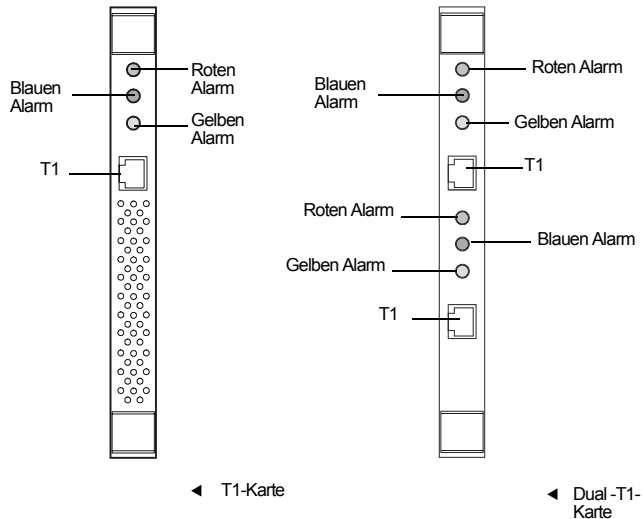 Roten
Alarm
Blauen
Alarm
Gelben
Alarm
T1
◄ T1-Karte
Roten Alarm
Blauen
Alarm
Gelben Alarm
T1
Roten Alarm
Blauen Alarm
Gelben Alarm
T1
◄ Dual -T1-
Karte